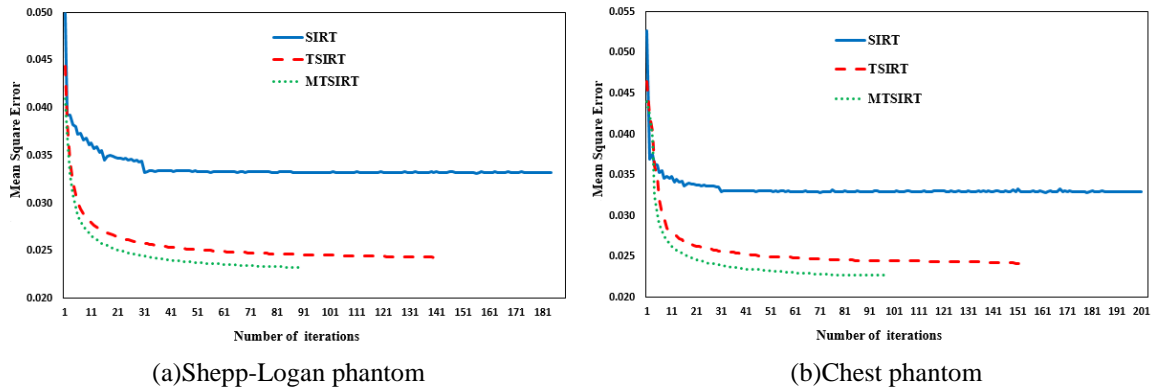 0.050
0.045
0.040
0.035
0.030
0.025
0.020
Mean Square Error
SIRT
TSIRT
MTSIRT
1 11 21 31 41 51 61 71 81 91 101 111 121 131 141 151 161 171 181
Number of iterations
(a)Shepp-Logan phantom
0.055
0.050
0.045
0.040
0.035
0.030
0.025
0.020
Mean Square Error
SIRT
TSIRT
MTSIRT
1 11 21 31 41 51 61 71 81 91 101 111 121 131 141 151 161 171 181 191 201
Number of iterations
(b)Chest phantom